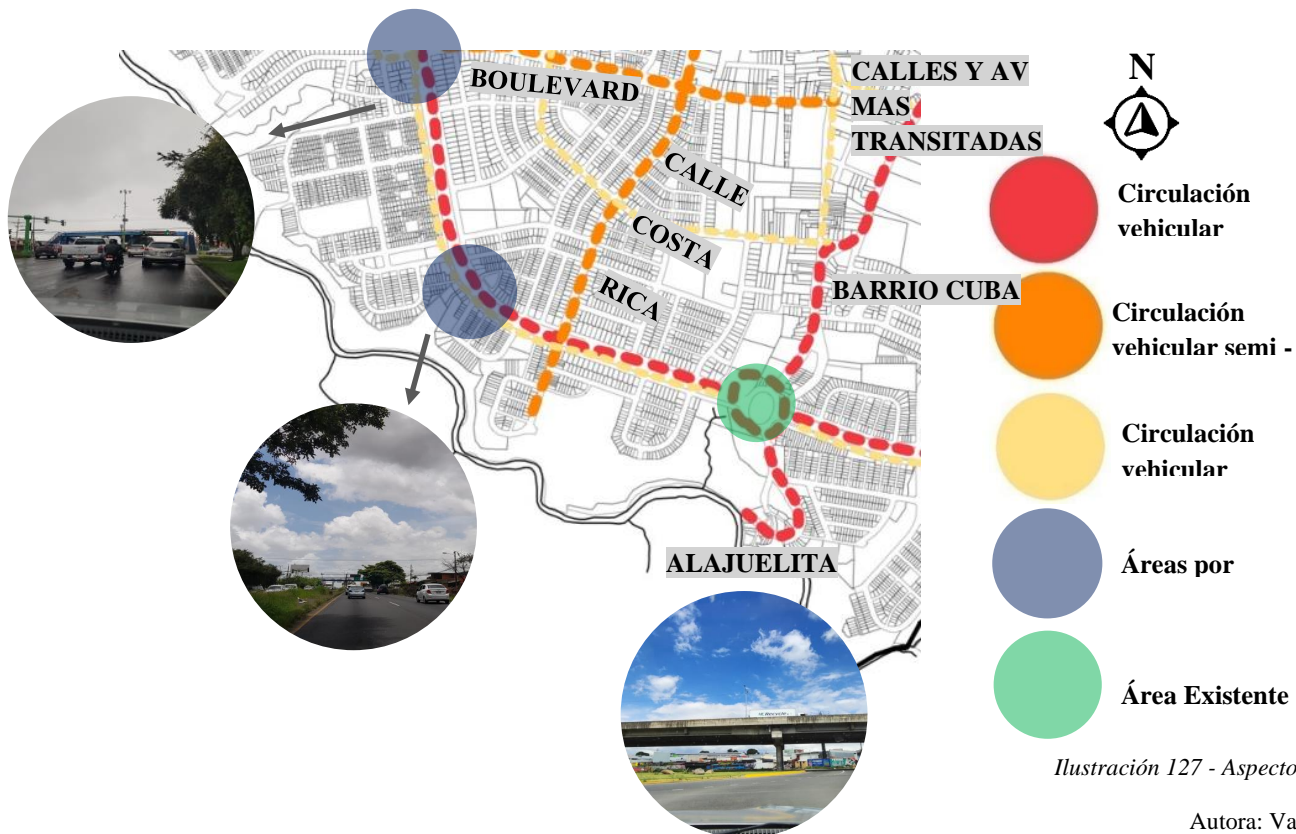 BOULEVARD
CALLES Y AV
MAS
TRANSITADAS
CALLE
COSTA
RICA
BARRIO CUBA
ALAJUELITA
N
Circulación
vehicular
Circulación
vehicular semi -
Circulación
vehicular
Áreas por
Área Existente
Ilustración 127 - Aspecto
Autora: Va